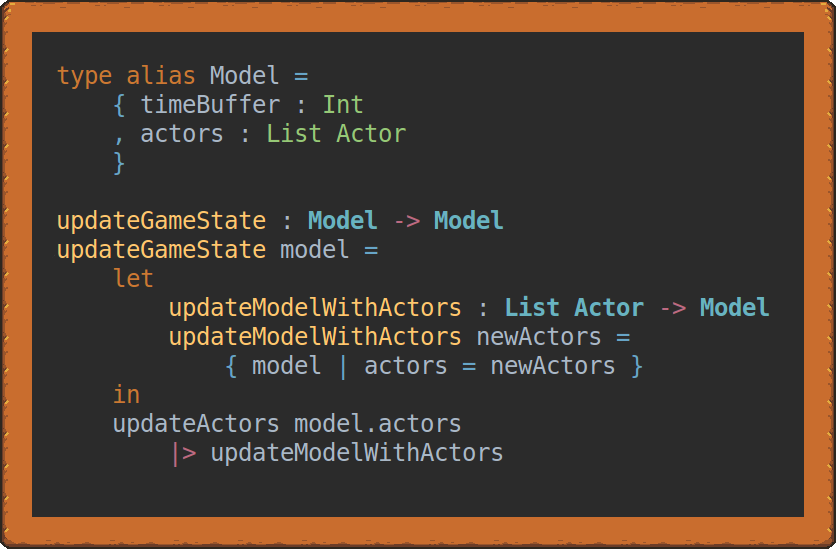 type alias Model =
    { timeBuffer : Int
    , actors : List Actor
    }

updateGameState : Model -> Model
updateGameState model =
    let
        updateModelWithActors : List Actor -> Model
        updateModelWithActors newActors =
            { model | actors = newActors }
    in
    updateActors model.actors
        |> updateModelWithActors